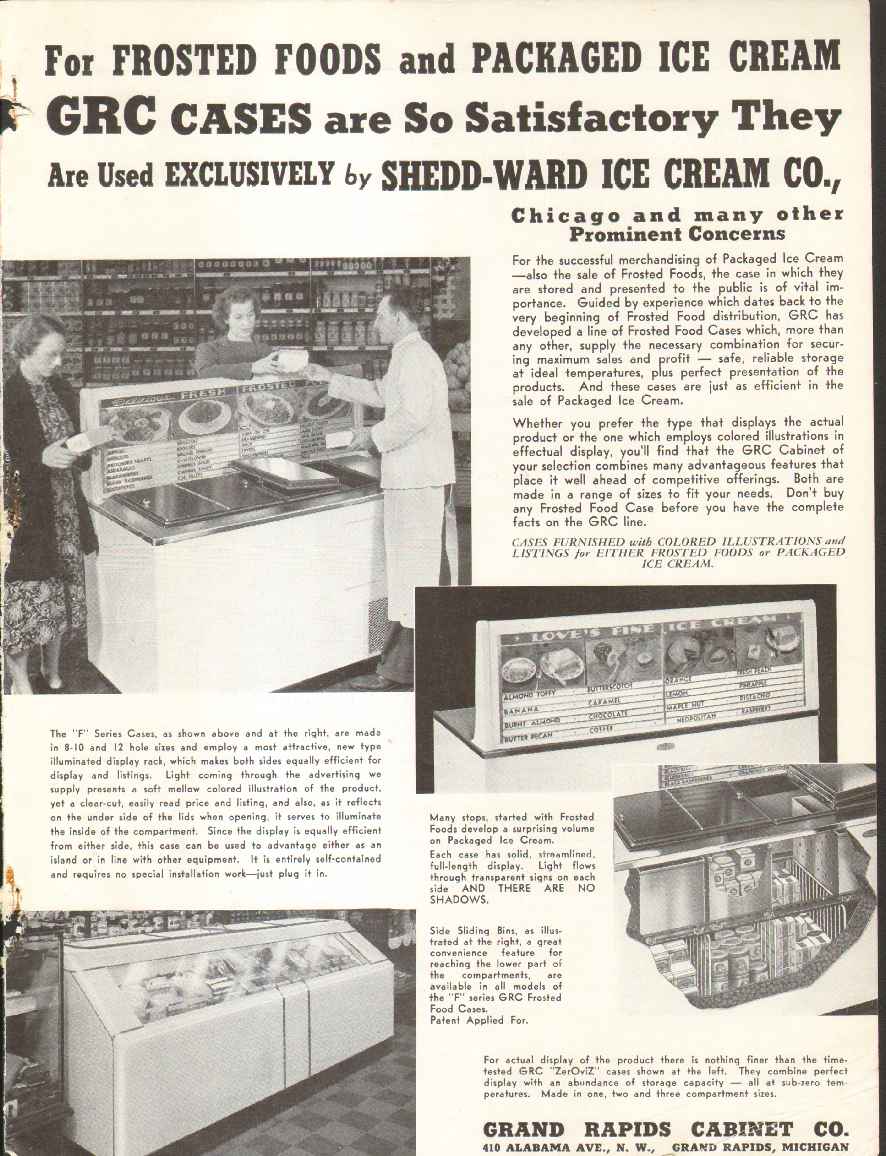 For FROSTED FOODS and PACKAGED ICE CREAM
GRC CASES are So Satisfactory They
Are Used EXCLUSIVELY by SHEDD-WARD ICE CREAM CO.,
Chicago and many other
Prominent Concerns
For the successful merchandising of Packaged Ice Cream
—also the sale of Frosted Foods, the case in which they
are stored and presented to the public is of vital im-
portance. Guided by experience which dates back to the
very beginning of Frosted Food distribution, GRC has
developed a line of Frosted Food Cases which, more than
any other, supply the necessary combination for secur-
ing maximum sales and profit — safe, reliable storage
at ideal temperatures, plus perfect presentation of the
products. And these cases are just as efficient in the
sale of Packaged Ice Cream.
Whether you prefer the type that displays the actual
product or the one which employs colored illustrations in
effectual display, you'll find that the GRC Cabinet of
your selection combines many advantageous features that
place it well ahead of competitive offerings. Both are
made in a range of sizes to fit your needs. Don't buy
any Frosted Food Case before you have the complete
facts on the GRC line.
CASES FURNISHED with COLORED ILLUSTRATIONS and
LISTINGS for EITHER FROSTED FOODS or PACKAGED
ICE CREAM.
Delicious FRESH FROSTED
LOVE'S FINE ICE CREAM
ALMOND TOFFY
BANANA
BURNT ALMOND
BUTTER PECAN
BUTTERSCOTCH
CARAMEL
CHOCOLATE
COFFEE
ORANGE
LEMON
MAPLE NUT
NEOPOLITAN
FRESH PEACH
PINEAPPLE
PISTACHIO
RASPBERRY
The "F" Series Cases, as shown above and at the right, are made
in 8-10 and 12 hole sizes and employ a most attractive, new type
illuminated display rack, which makes both sides equally efficient for
display and listings. Light coming through the advertising we
supply presents a soft mellow colored illustration of the product,
yet a clear-cut, easily read price and listing, and also, as it reflects
on the under side of the lids when opening, it serves to illuminate
the inside of the compartment. Since the display is equally efficient
from either side, this case can be used to advantage either as an
island or in line with other equipment. It is entirely self-contained
and requires no special installation work—just plug it in.
Many stops, started with Frosted
Foods develop a surprising volume
on Packaged Ice Cream.
Each case has solid, streamlined,
full-length display. Light flows
through transparent signs on each
side AND THERE ARE NO
SHADOWS.
Side Sliding Bins, as illus-
trated at the right, a great
convenience feature for
reaching the lower part of
the compartments, are
available in all models of
the "F" series GRC Frosted
Food Cases.
Patent Applied For.
For actual display of the product there is nothing finer than the time-
tested GRC "ZerOviZ" cases shown at the left. They combine perfect
display with an abundance of storage capacity — all at sub-zero tem-
peratures. Made in one, two and three compartment sizes.
GRAND RAPIDS CABINET CO.
410 ALABAMA AVE., N. W., GRAND RAPIDS, MICHIGAN